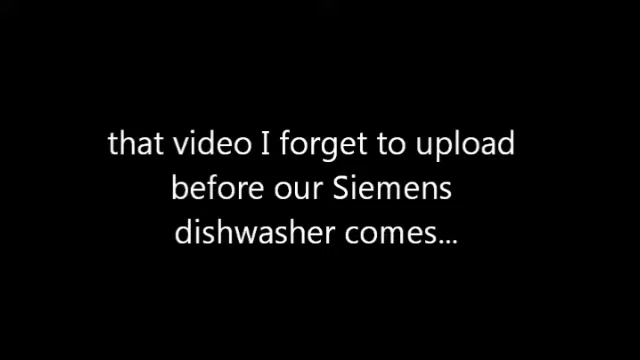 that video I forget to upload
before our Siemens
dishwasher comes...